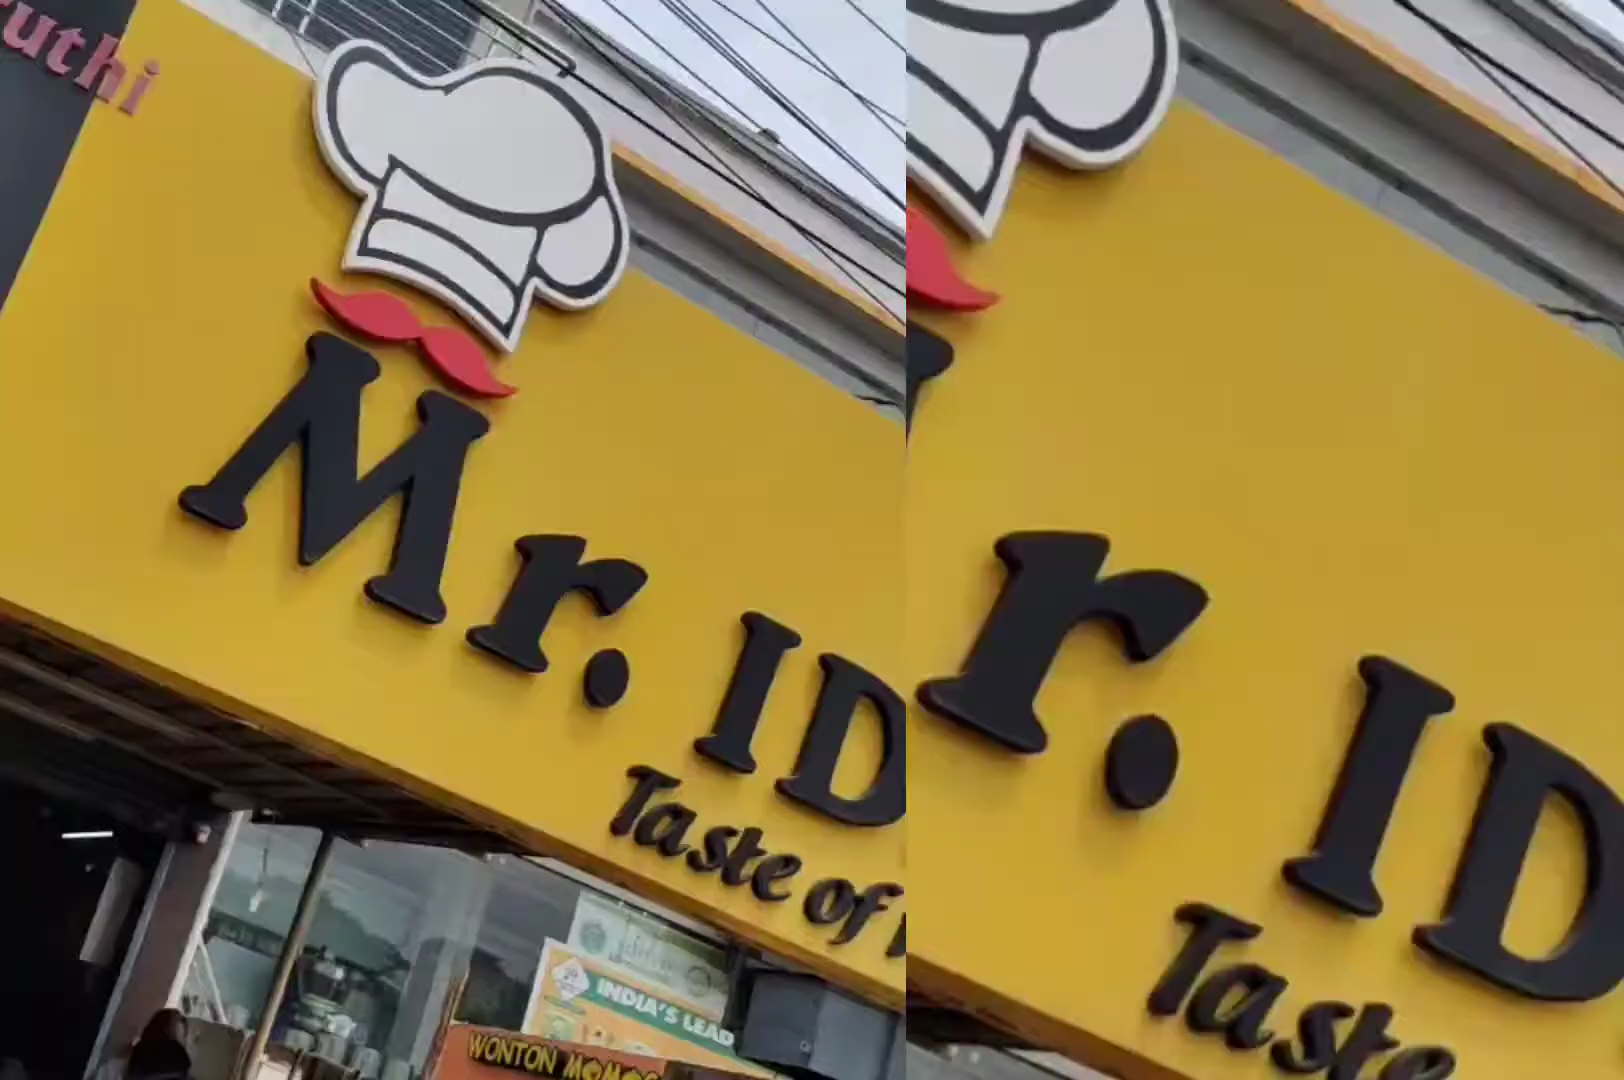 uthi
Mr. ID
Taste of
INDIA'S LEAD
WONTON MOMOS
r. ID
Taste